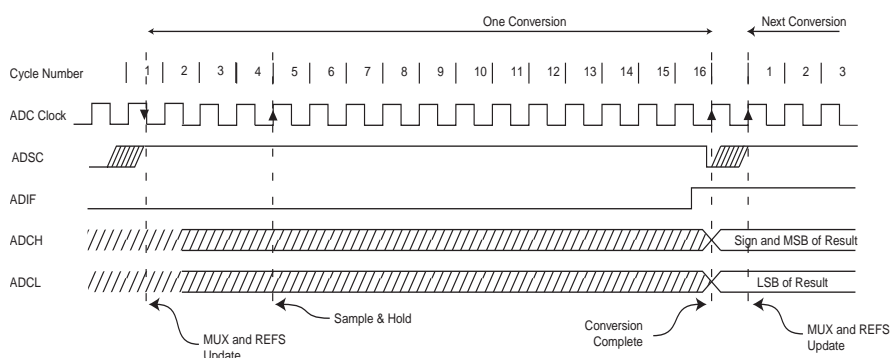 One Conversion
Next Conversion
Cycle Number
1 2 3 4 5 6 7 8 9 10 11 12 13 14 15 16 1 2 3
ADC Clock
ADSC
ADIF
ADCH
Sign and MSB of Result
ADCL
LSB of Result
MUX and REFS
Update
Sample & Hold
Conversion
Complete
MUX and REFS
Update